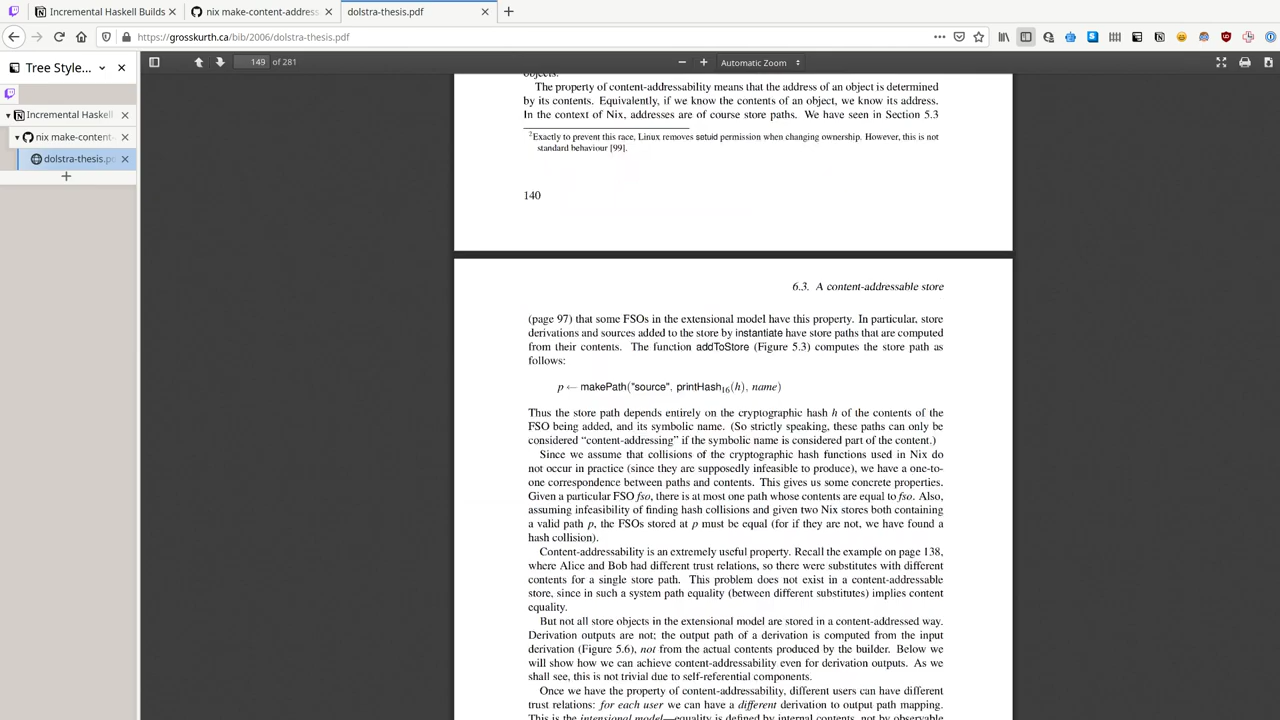 Incremental Haskell Builds
nix make-content-address
dolstra-thesis.pdf
https://grosskurth.ca/bib/2006/dolstra-thesis.pdf
Tree Style...
149 of 281
Automatic Zoom
Incremental Haskell
nix make-content-
dolstra-thesis.p
objects.
The property of content-addressability means that the address of an object is determined
by its contents. Equivalently, if we know the contents of an object, we know its address.
In the context of Nix, addresses are of course store paths. We have seen in Section 5.3
2Exactly to prevent this race, Linux removes setuid permission when changing ownership. However, this is not
standard behaviour [99].
140
6.3. A content-addressable store
(page 97) that some FSOs in the extensional model have this property. In particular, store
derivations and sources added to the store by instantiate have store paths that are computed
from their contents. The function addToStore (Figure 5.3) computes the store path as
follows:
p ← makePath("source", printHash16(h), name)
Thus the store path depends entirely on the cryptographic hash h of the contents of the
FSO being added, and its symbolic name. (So strictly speaking, these paths can only be
considered “content-addressing” if the symbolic name is considered part of the content.)
Since we assume that collisions of the cryptographic hash functions used in Nix do
not occur in practice (since they are supposedly infeasible to produce), we have a one-to-
one correspondence between paths and contents. This gives us some concrete properties.
Given a particular FSO fso, there is at most one path whose contents are equal to fso. Also,
assuming infeasibility of finding hash collisions and given two Nix stores both containing
a valid path p, the FSOs stored at p must be equal (for if they are not, we have found a
hash collision).
Content-addressability is an extremely useful property. Recall the example on page 138,
where Alice and Bob had different trust relations, so there were substitutes with different
contents for a single store path. This problem does not exist in a content-addressable
store, since in such a system path equality (between different substitutes) implies content
equality.
But not all store objects in the extensional model are stored in a content-addressed way.
Derivation outputs are not; the output path of a derivation is computed from the input
derivation (Figure 5.6), not from the actual contents produced by the builder. Below we
will show how we can achieve content-addressability even for derivation outputs. As we
shall see, this is not trivial due to self-referential components.
Once we have the property of content-addressability, different users can have different
trust relations: for each user we can have a different derivation to output path mapping.
This is the intensional model—equality is defined by internal contents, not by observable